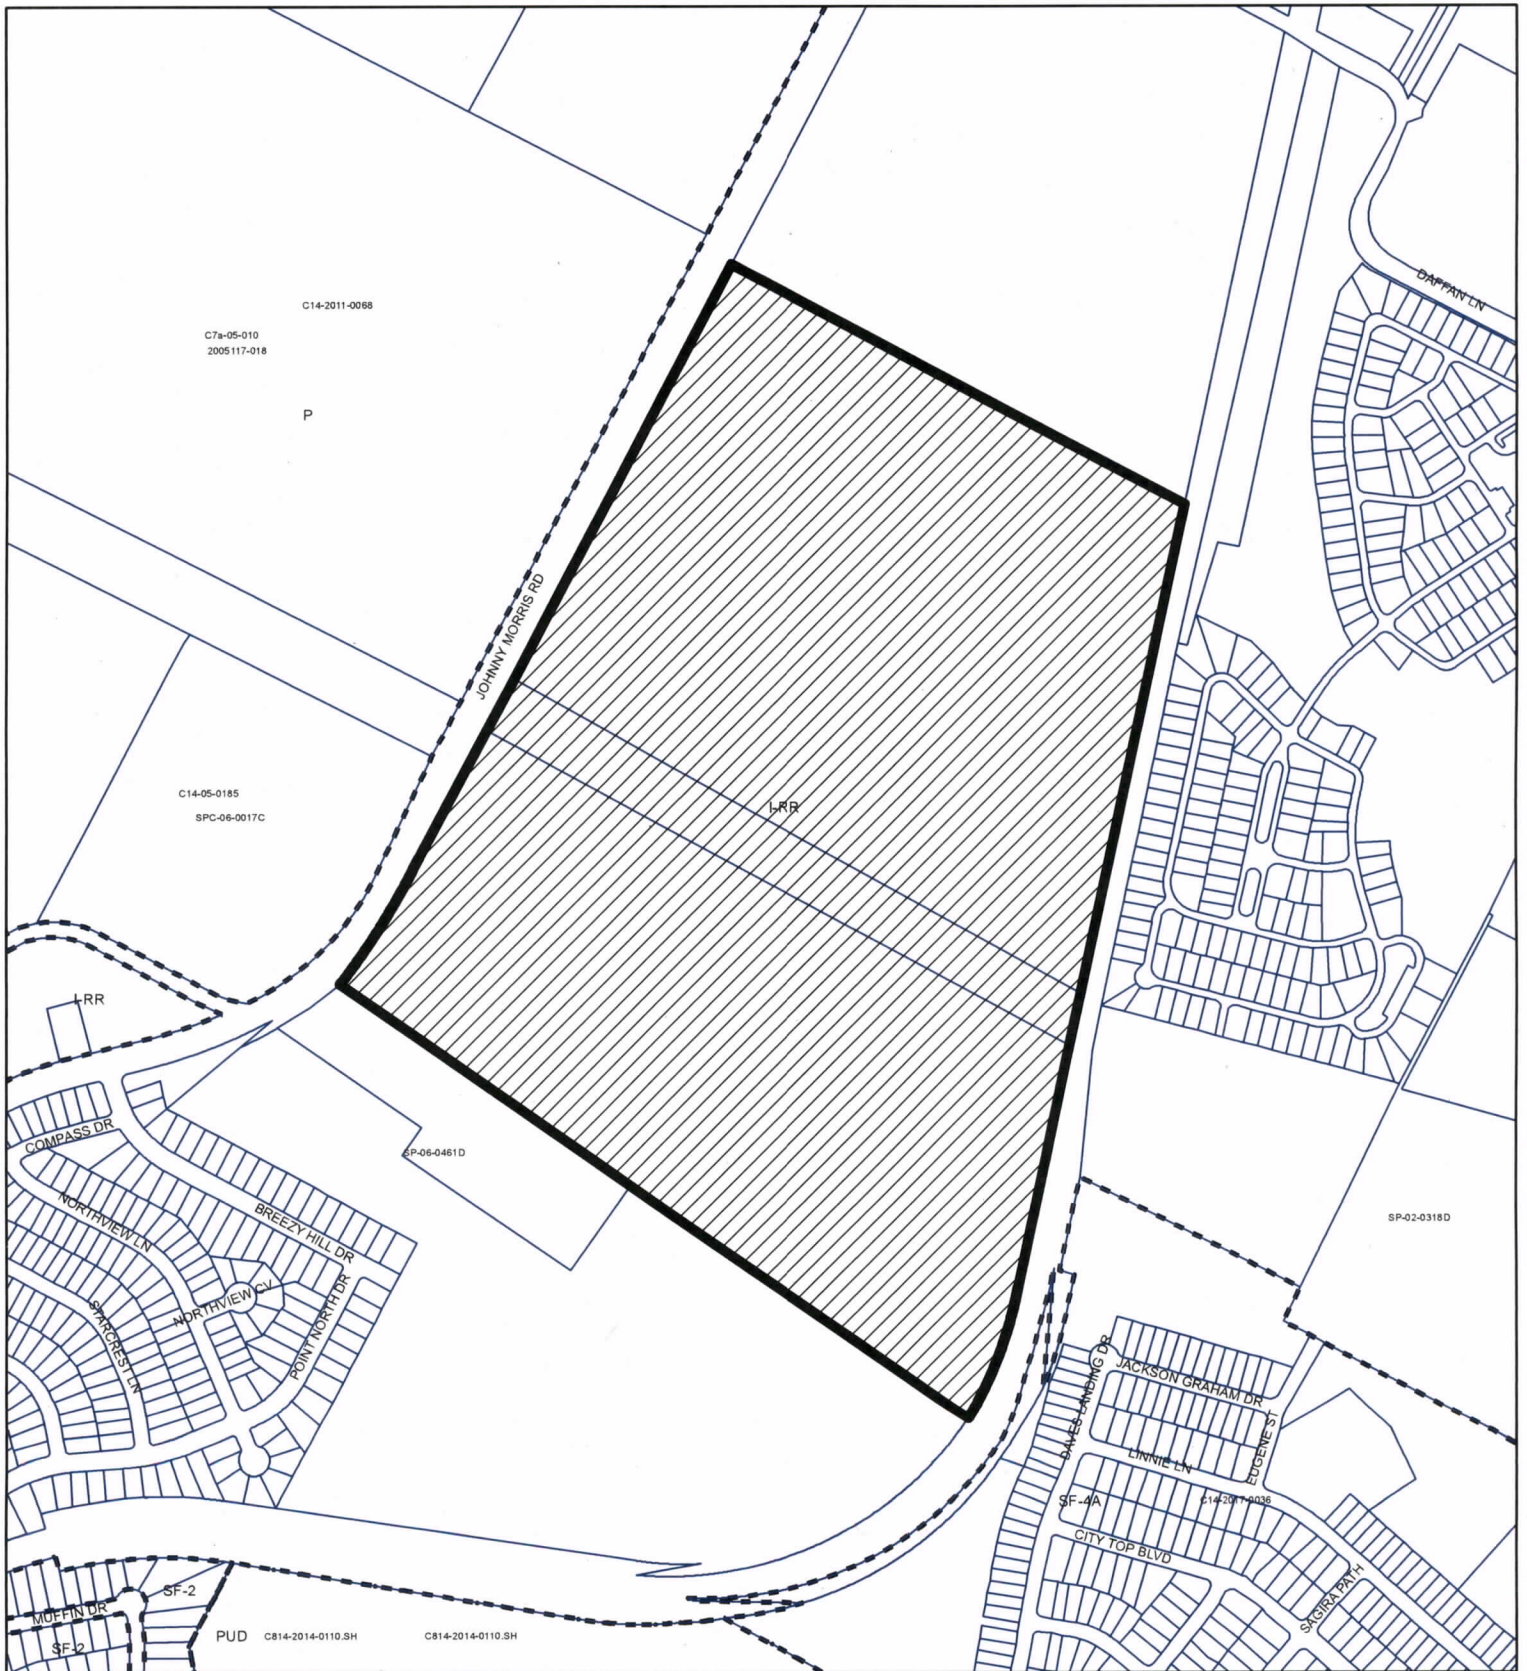 DAFFAN LN
C14-2011-0068
C7a-05-010
2005117-018
P
JOHNNY MORRIS RD
C14-05-0185
SPC-06-0017C
I-RR
I-RR
COMPASS DR
SP-06-0461D
NORTHVIEW LN
BREEZY HILL DR
SP-02-0318D
NORTHVIEW CV
STARCREST LN
POINT NORTH DR
DAVES LANDING DR
JACKSON GRAHAM DR
EUGENE ST
LINNIE LN
SF-4A
C14-2017-0036
CITY TOP BLVD
SAGIRA PATH
SF-2
MUFFIN DR
SF-2
PUD
C814-2014-0110.SH
C814-2014-0110.SH